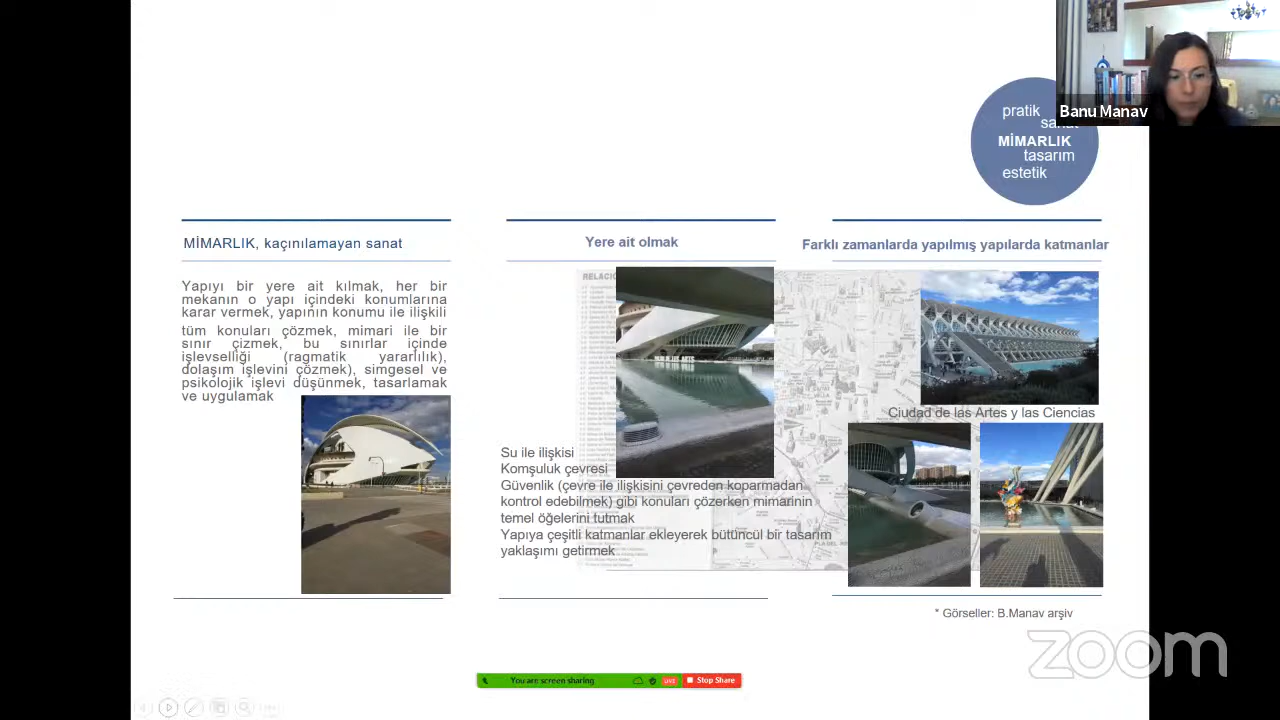 Banu Manav
pratik
sanat
MİMARLIK
tasarım
estetik
MİMARLIK, kaçınılamayan sanat
Yapıyı bir yere ait kılmak, her bir
mekanın o yapı içindeki konumlarına
karar vermek, yapının konumu ile ilişkili
tüm konuları çözmek, mimari ile bir
sınır çizmek, bu sınırlar içinde
işlevselliği (ragmatik yararlılık),
dolaşım işlevini çözmek), simgesel ve
psikolojik işlevi düşünmek, tasarlamak
ve uygulamak
Yere ait olmak
RELACIO
Su ile ilişkisi
Komşuluk çevresi
Güvenlik (çevre ile ilişkisini çevreden koparmadan
kontrol edebilmek) gibi konuları çözerken mimarinin
temel öğelerini tutmak
Yapıya çeşitli katmanlar ekleyerek bütüncül bir tasarım
yaklaşımı getirmek
Farklı zamanlarda yapılmış yapılarda katmanlar
Ciudad de las Artes y las Ciencias
* Görseller: B.Manav arşiv
zoom
You are screen sharing
LIVE
Stop Share